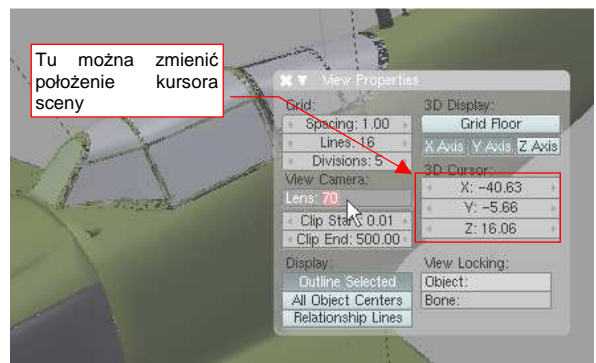 Tu można zmienić
położenie kursora
sceny
View Properties
Grid:
Spacing: 1.00
Lines: 16
Divisions: 5
View Camera:
Lens: 70
Clip Start: 0.01
Clip End: 500.00
Display:
Outline Selected
All Object Centers
Relationship Lines
3D Display:
Grid Floor
X Axis Y Axis Z Axis
3D Cursor:
X: -40.63
Y: -5.66
Z: 16.06
View Locking:
Object:
Bone: